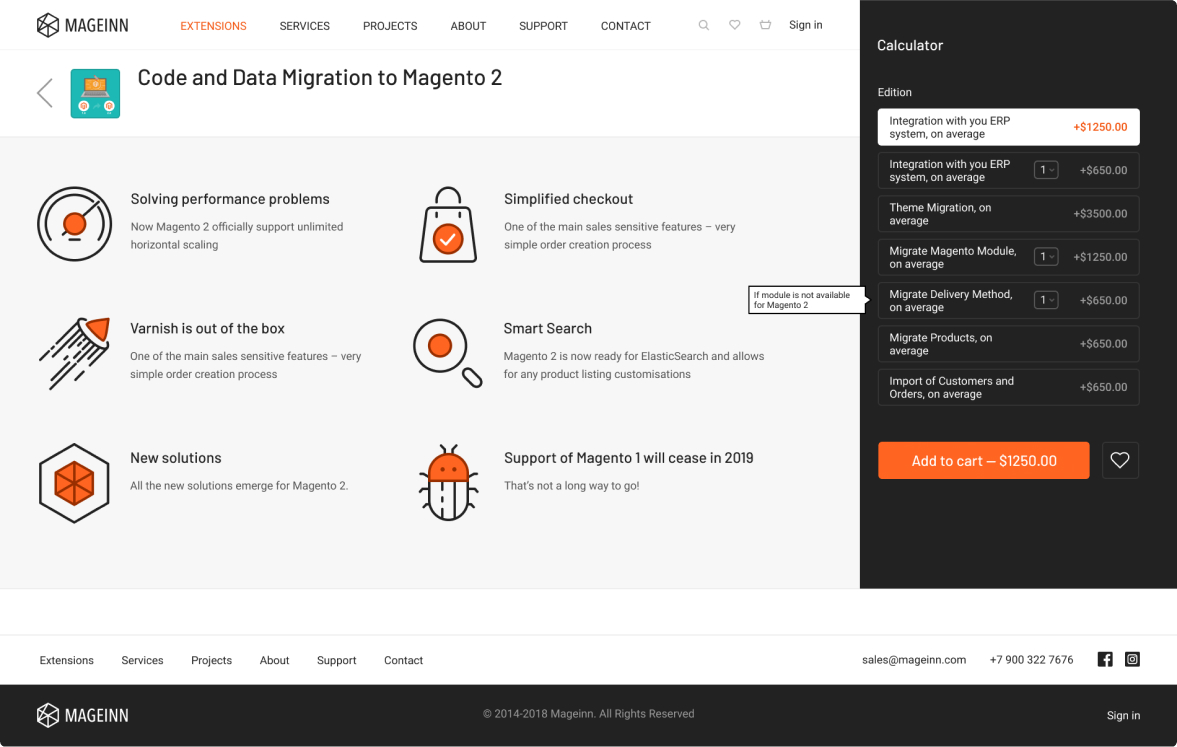 MAGEINN
EXTENSIONS
SERVICES
PROJECTS
ABOUT
SUPPORT
CONTACT
Sign in
Code and Data Migration to Magento 2
Solving performance problems
Now Magento 2 officially support unlimited
horizontal scaling
Simplified checkout
One of the main sales sensitive features – very
simple order creation process
Varnish is out of the box
One of the main sales sensitive features – very
simple order creation process
Smart Search
Magento 2 is now ready for ElasticSearch and allows
for any product listing customisations
New solutions
All the new solutions emerge for Magento 2.
Support of Magento 1 will cease in 2019
That's not a long way to go!
Calculator
Edition
Integration with you ERP
system, on average
+$1250.00
Integration with you ERP
system, on average
1
+$650.00
Theme Migration, on
average
+$3500.00
Migrate Magento Module,
on average
1
+$1250.00
If module is not available
for Magento 2
Migrate Delivery Method,
on average
1
+$650.00
Migrate Products, on
average
+$650.00
Import of Customers and
Orders, on average
+$650.00
Add to cart – $1250.00
Extensions
Services
Projects
About
Support
Contact
sales@mageinn.com
+7 900 322 7676
MAGEINN
© 2014-2018 Mageinn. All Rights Reserved
Sign in